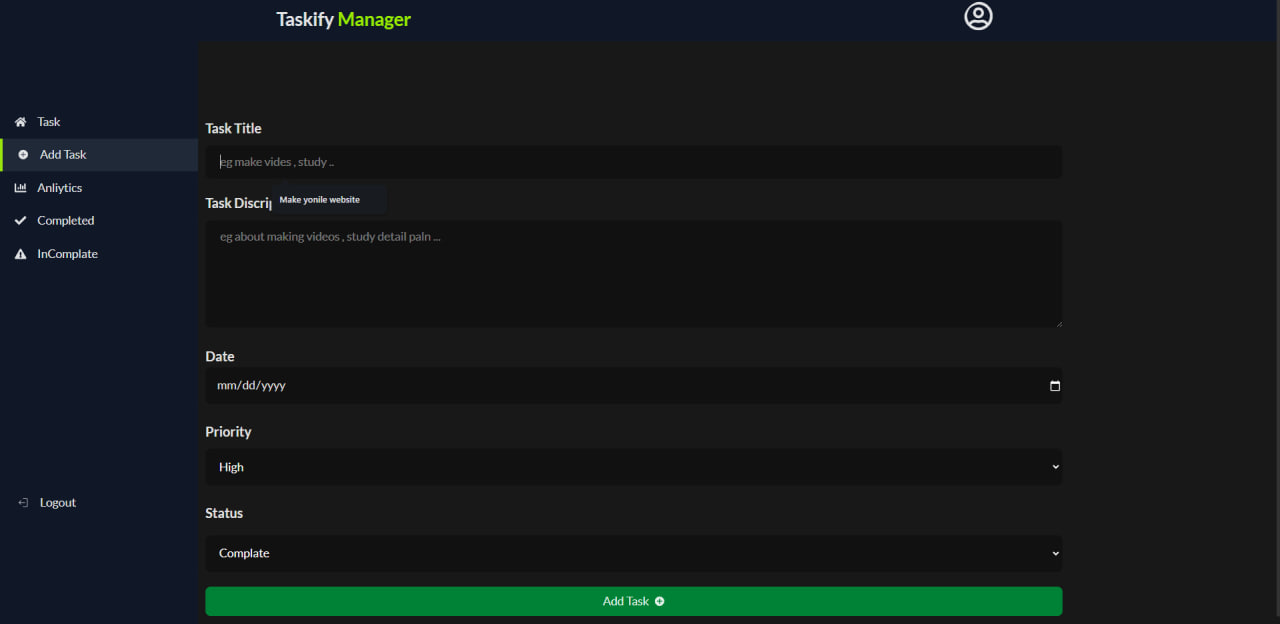 Taskify Manager
Task
Add Task
Anliytics
Completed
InComplate
Logout
Task Title
eg make vides , study ..
Task Discrip
Make yonile website
eg about making videos , study detail paln ...
Date
mm/dd/yyyy
Priority
High
Status
Complate
Add Task